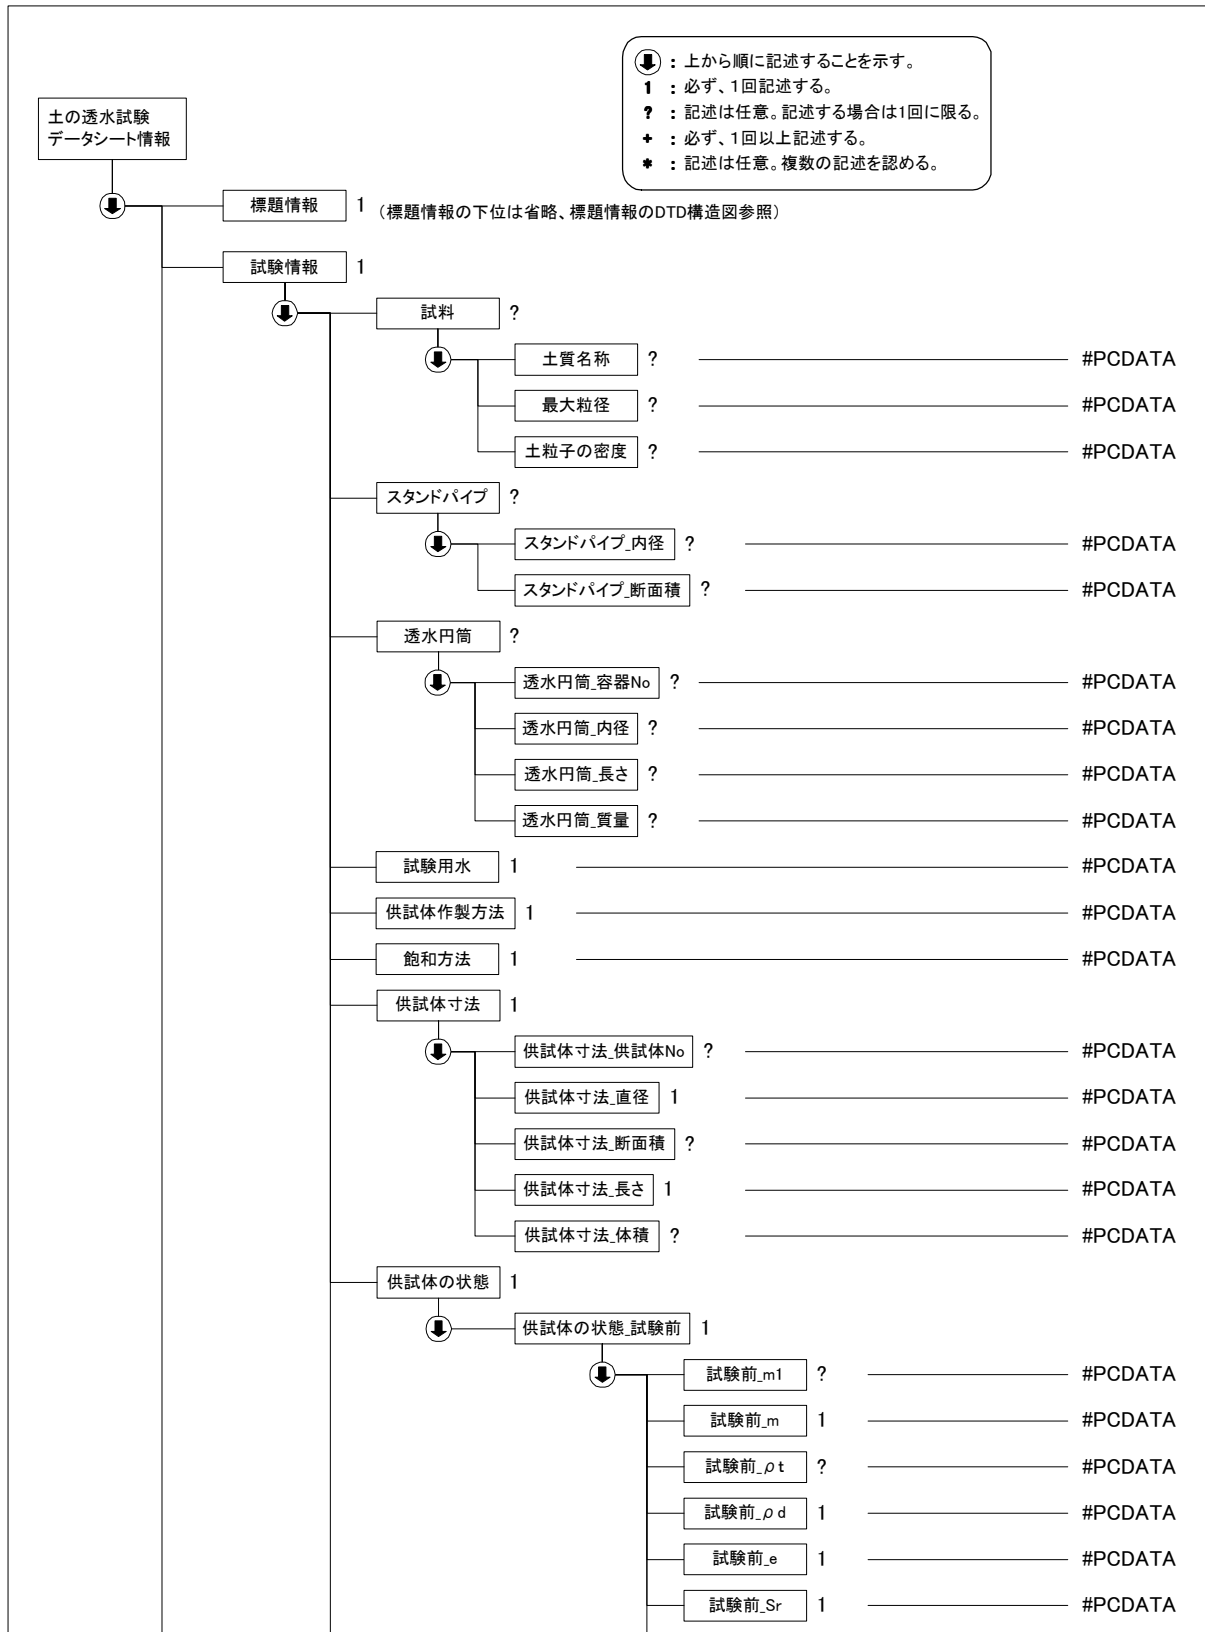 ：上から順に記述することを示す。
1 ：必ず、1回記述する。
? ：記述は任意。記述する場合は1回に限る。
+ ：必ず、1回以上記述する。
* ：記述は任意。複数の記述を認める。
土の透水試験
データシート情報
標題情報 1 （標題情報の下位は省略、標題情報のDTD構造図参照）
試験情報 1
試料 ?
土質名称 ? #PCDATA
最大粒径 ? #PCDATA
土粒子の密度 ? #PCDATA
スタンドパイプ ?
スタンドパイプ_内径 ? #PCDATA
スタンドパイプ_断面積 ? #PCDATA
透水円筒 ?
透水円筒_容器No ? #PCDATA
透水円筒_内径 ? #PCDATA
透水円筒_長さ ? #PCDATA
透水円筒_質量 ? #PCDATA
試験用水 1 #PCDATA
供試体作製方法 1 #PCDATA
飽和方法 1 #PCDATA
供試体寸法 1
供試体寸法_供試体No ? #PCDATA
供試体寸法_直径 1 #PCDATA
供試体寸法_断面積 ? #PCDATA
供試体寸法_長さ 1 #PCDATA
供試体寸法_体積 ? #PCDATA
供試体の状態 1
供試体の状態_試験前 1
試験前_m1 ? #PCDATA
試験前_m 1 #PCDATA
試験前_ρt ? #PCDATA
試験前_ρd 1 #PCDATA
試験前_e 1 #PCDATA
試験前_Sr 1 #PCDATA